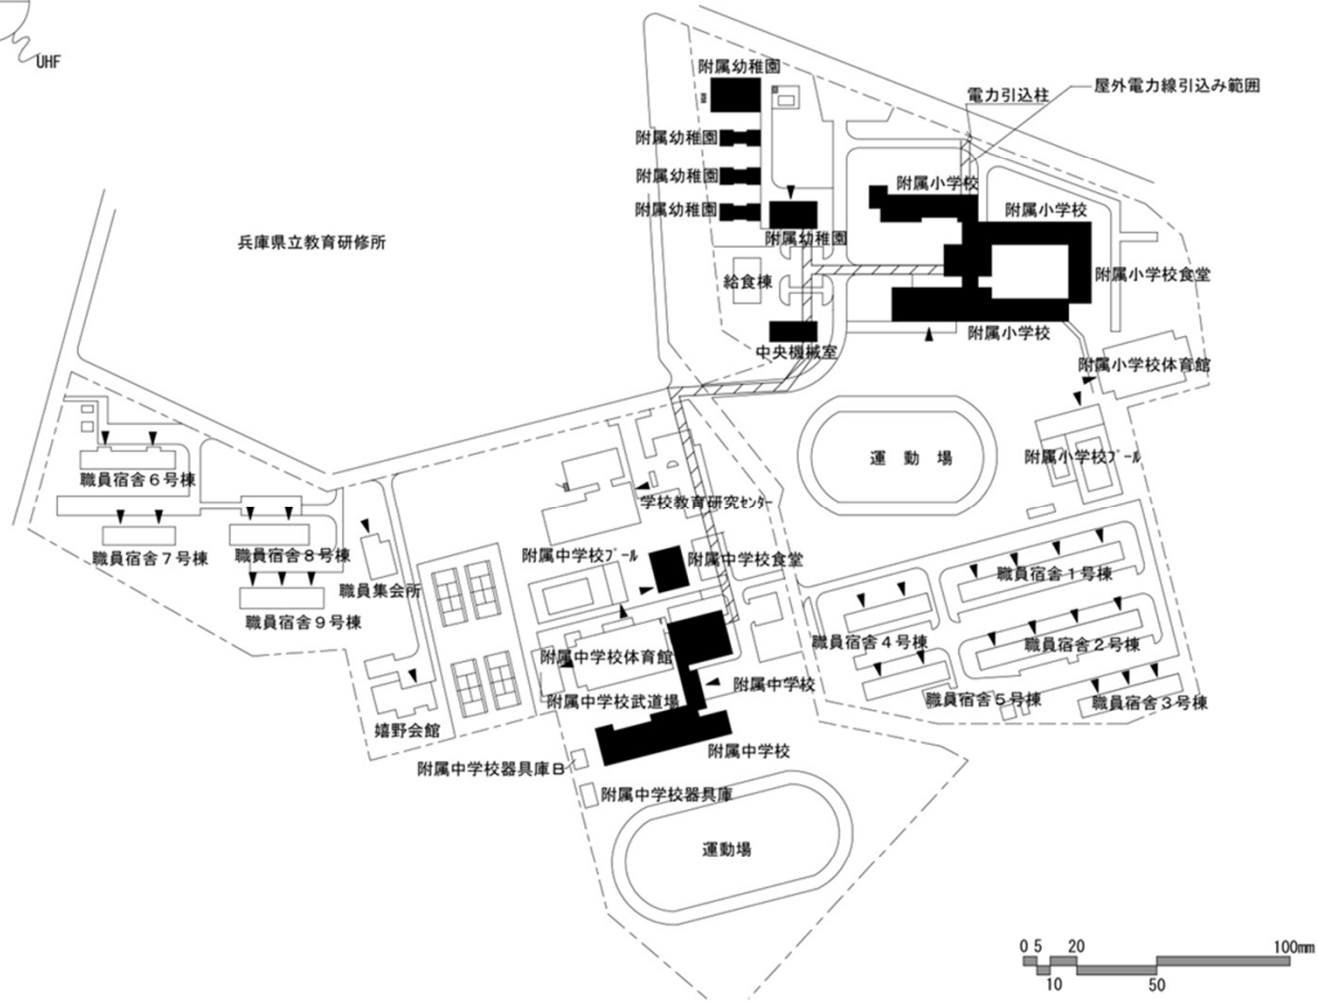 UHF
附属幼稚園
電力引込柱
屋外電力線引込み範囲
附属幼稚園
附属幼稚園
附属幼稚園
附属幼稚園
附属小学校
附属小学校
兵庫県立教育研修所
給食棟
附属小学校食堂
附属小学校
中央機械室
附属小学校体育館
運動場
附属小学校ﾌﾟｰﾙ
職員宿舎６号棟
学校教育研究ｾﾝﾀｰ
職員宿舎７号棟
職員宿舎８号棟
附属中学校ﾌﾟｰﾙ
附属中学校食堂
職員宿舎１号棟
職員集会所
職員宿舎９号棟
職員宿舎４号棟
職員宿舎２号棟
附属中学校体育館
附属中学校
附属中学校武道場
職員宿舎５号棟
職員宿舎３号棟
嬉野会館
附属中学校
附属中学校器具庫B
附属中学校器具庫
運動場
0 5 20 100mm
10 50